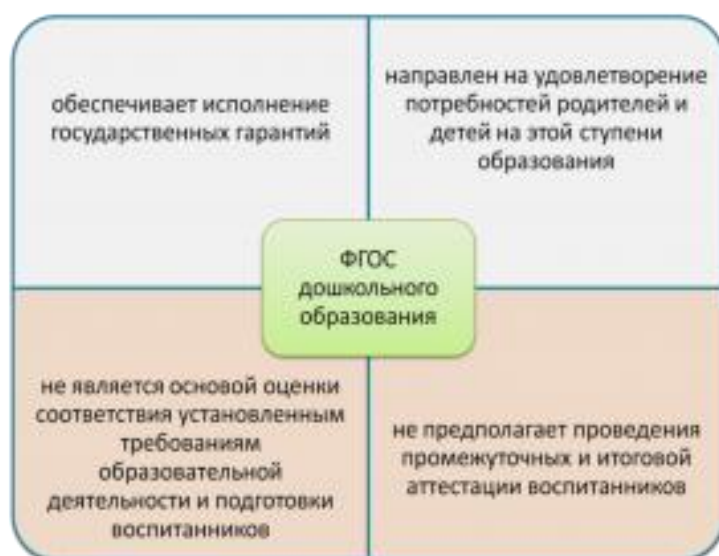 обеспечивает исполнение
государственных гарантий
направлен на удовлетворение
потребностей родителей и
детей на этой ступени
образования
ФГОС
дошкольного
образования
не является основой оценки
соответствия установленным
требованиям
образовательной
деятельности и подготовки
воспитанников
не предполагает проведения
промежуточных и итоговой
аттестации воспитанников